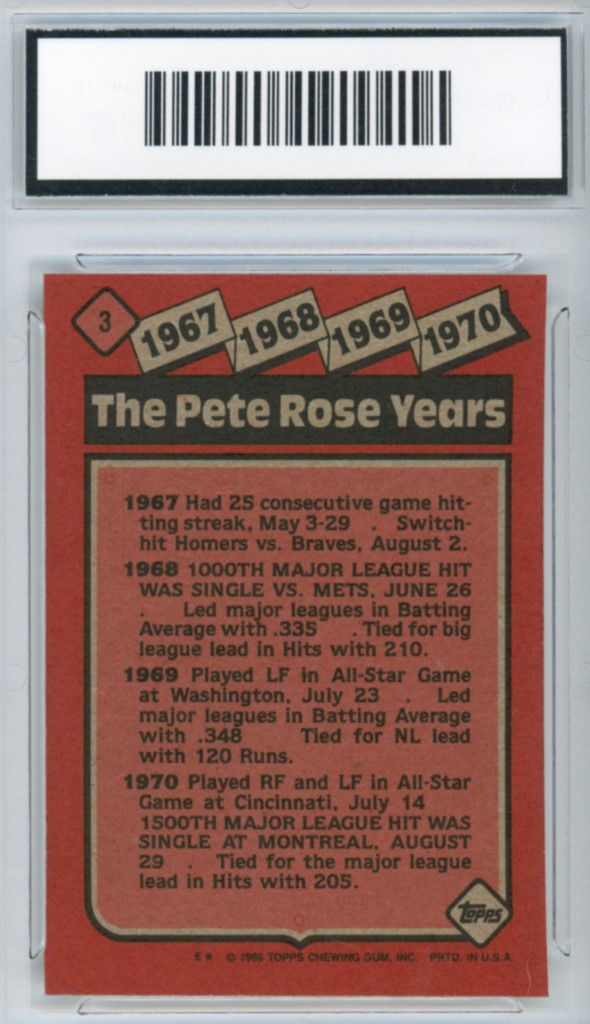 3
1967 1968 1969 1970
The Pete Rose Years
1967 Had 25 consecutive game hit-
ting streak, May 3-29 . Switch-
hit Homers vs. Braves, August 2.
1968 1000TH MAJOR LEAGUE HIT
WAS SINGLE VS. METS, JUNE 26
. Led major leagues in Batting
Average with .335 . Tied for big
league lead in Hits with 210.
1969 Played LF in All-Star Game
at Washington, July 23 . Led
major leagues in Batting Average
with .348 Tied for NL lead
with 120 Runs.
1970 Played RF and LF in All-Star
Game at Cincinnati, July 14
1500TH MAJOR LEAGUE HIT WAS
SINGLE AT MONTREAL, AUGUST
29 . Tied for the major league
lead in Hits with 205.
topps
E* © 1986 TOPPS CHEWING GUM, INC. PRTD. IN U.S.A.